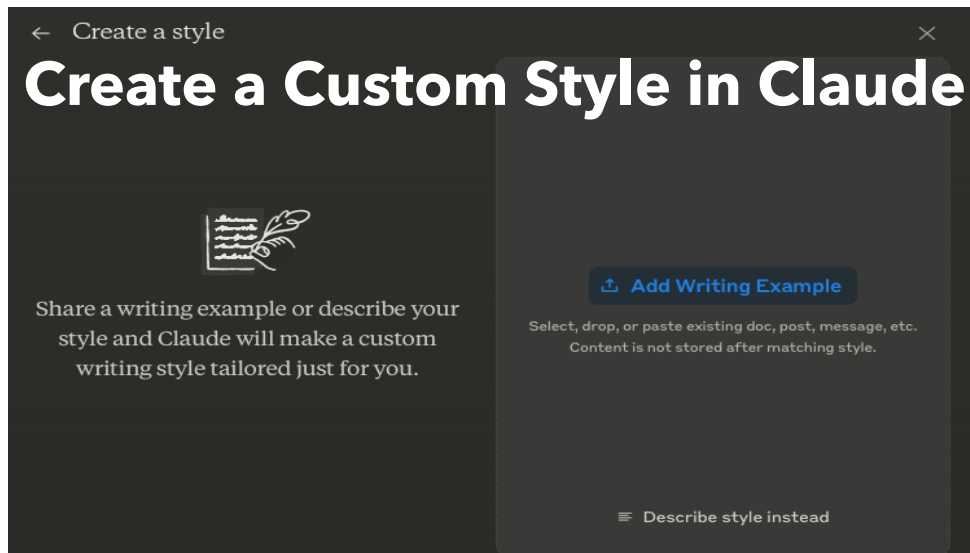 Create a style
Create a Custom Style in Claude
Share a writing example or describe your
style and Claude will make a custom
writing style tailored just for you.
Add Writing Example
Select, drop, or paste existing doc, post, message, etc.
Content is not stored after matching style.
Describe style instead